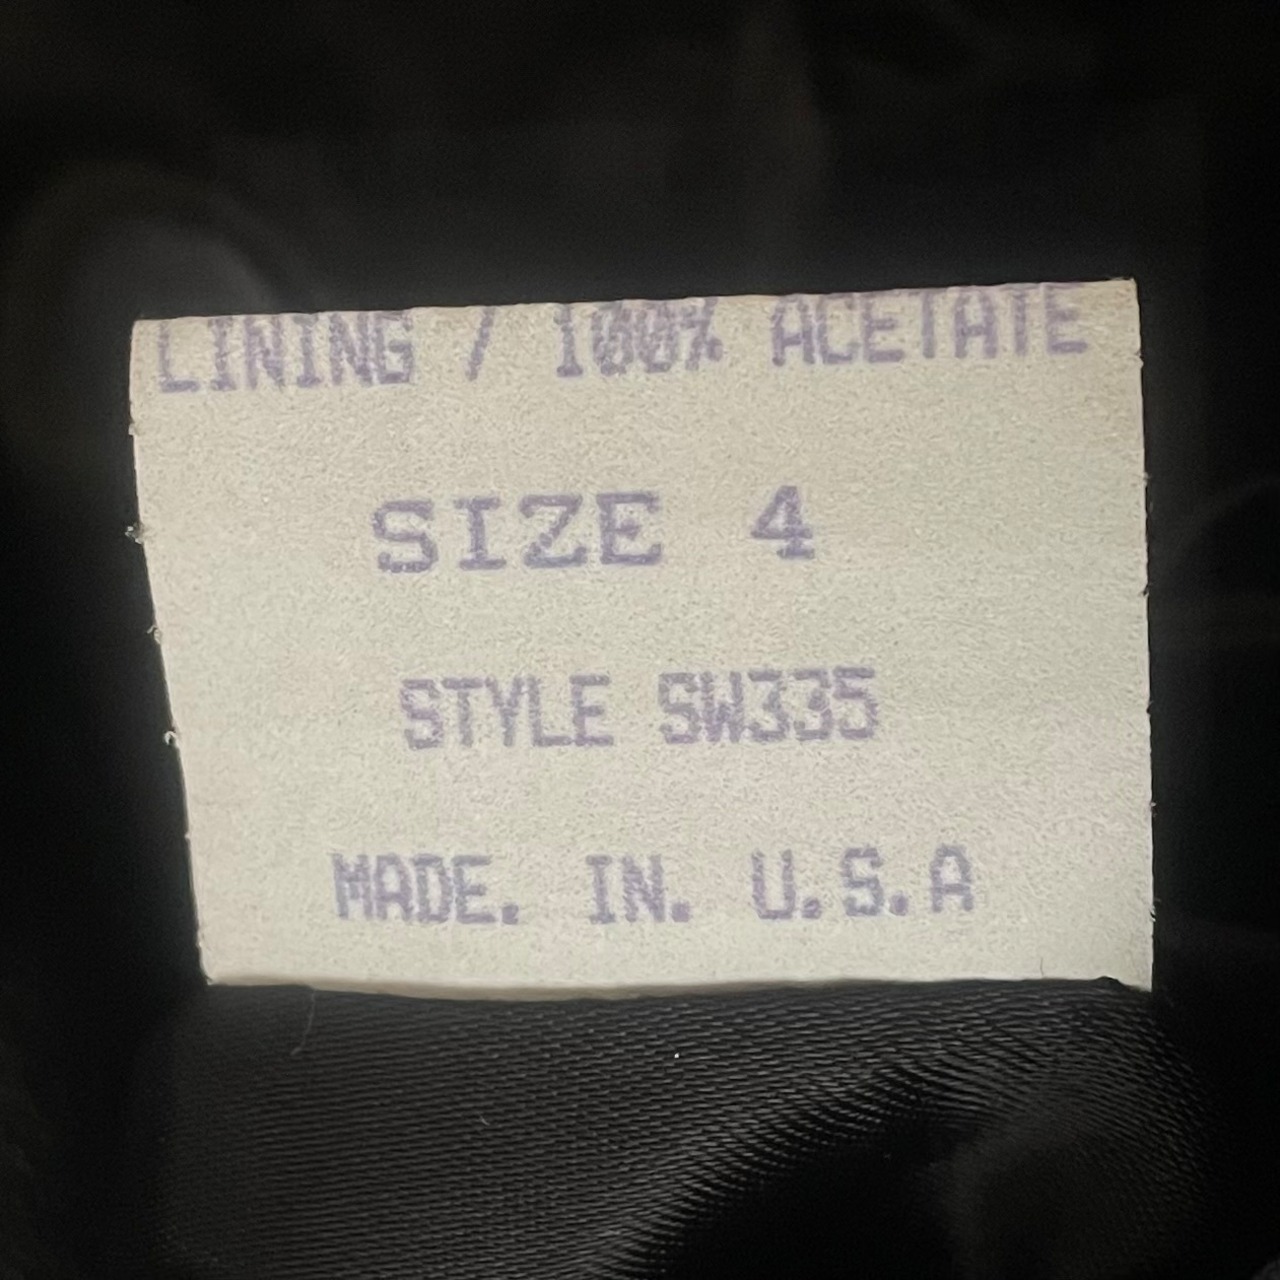 LINING / 100% ACETATE
SIZE 4
STYLE SW335
MADE. IN. U.S.A